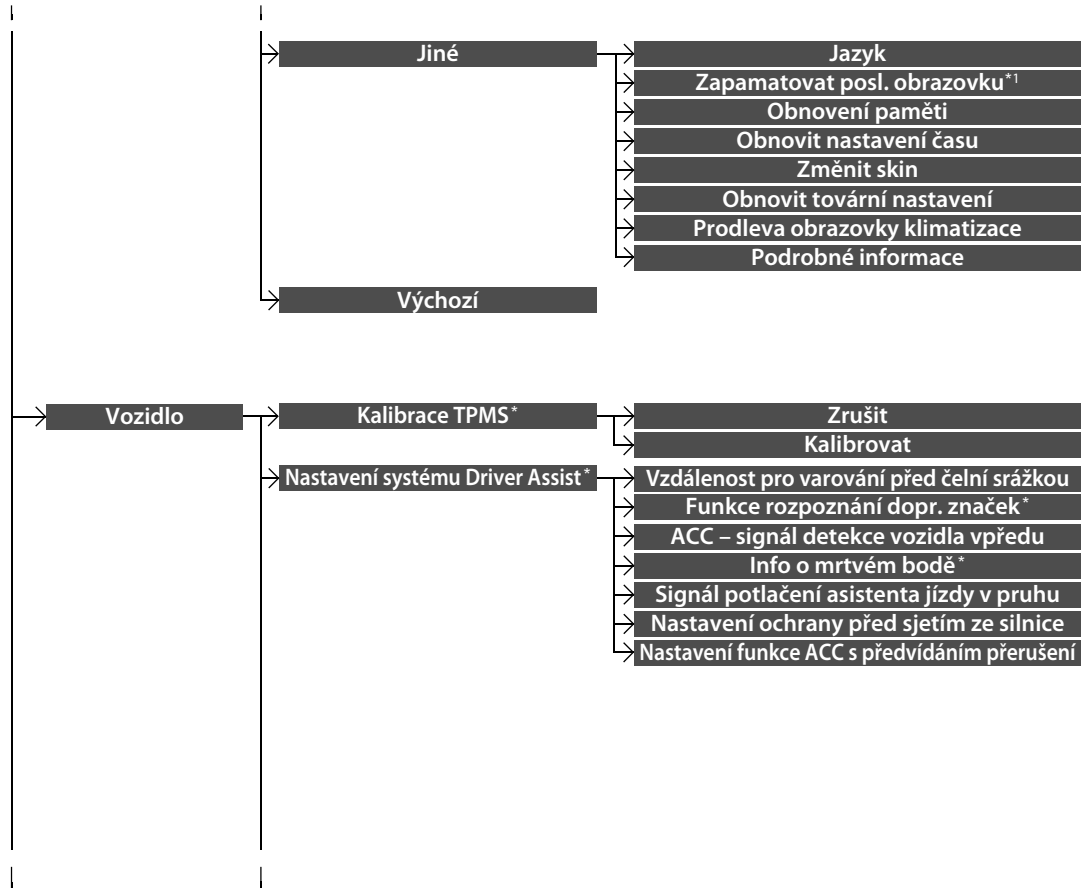 Jiné
Jazyk
Zapamatovat posl. obrazovku*1
Obnovení paměti
Obnovit nastavení času
Změnit skin
Obnovit tovární nastavení
Prodleva obrazovky klimatizace
Podrobné informace
Výchozí
Vozidlo
Kalibrace TPMS*
Zrušit
Kalibrovat
Nastavení systému Driver Assist*
Vzdálenost pro varování před čelní srážkou
Funkce rozpoznání dopr. značek*
ACC – signál detekce vozidla vpředu
Info o mrtvém bodě*
Signál potlačení asistenta jízdy v pruhu
Nastavení ochrany před sjetím ze silnice
Nastavení funkce ACC s předvídáním přerušení